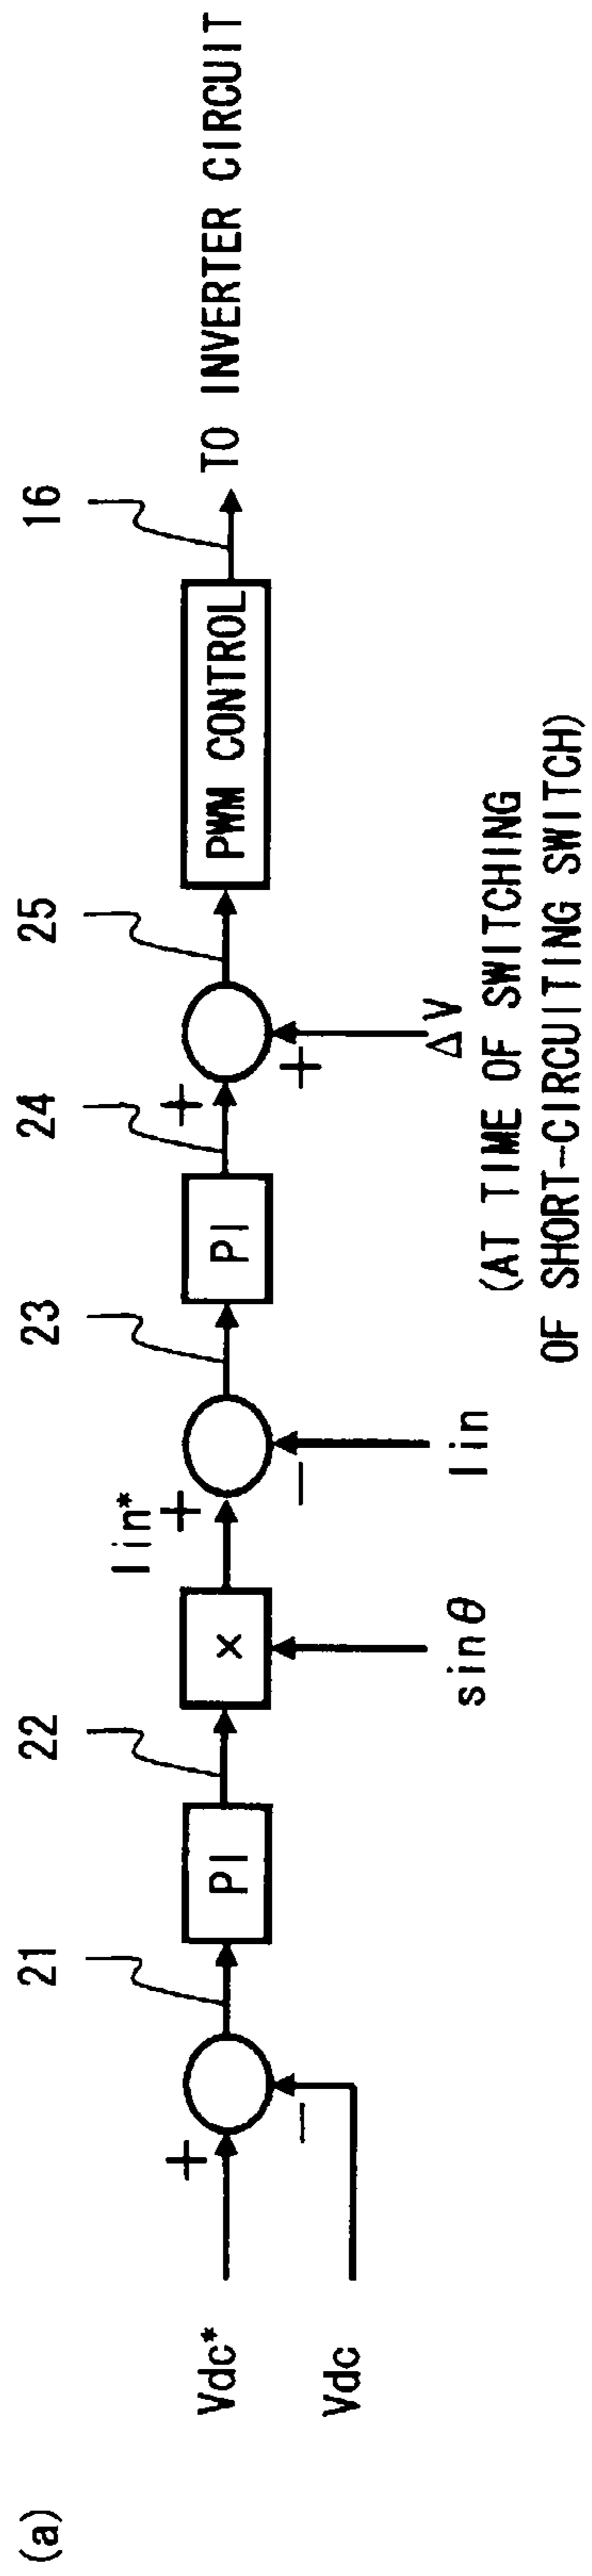 (a)
Vdc*
Vdc
21
PI
22
×
sinθ
Iin*
Iin
23
PI
24
ΔV
(AT TIME OF SWITCHING
OF SHORT-CIRCUITING SWITCH)
25
PWM CONTROL
16
TO INVERTER CIRCUIT
+
−
+
−
+
+